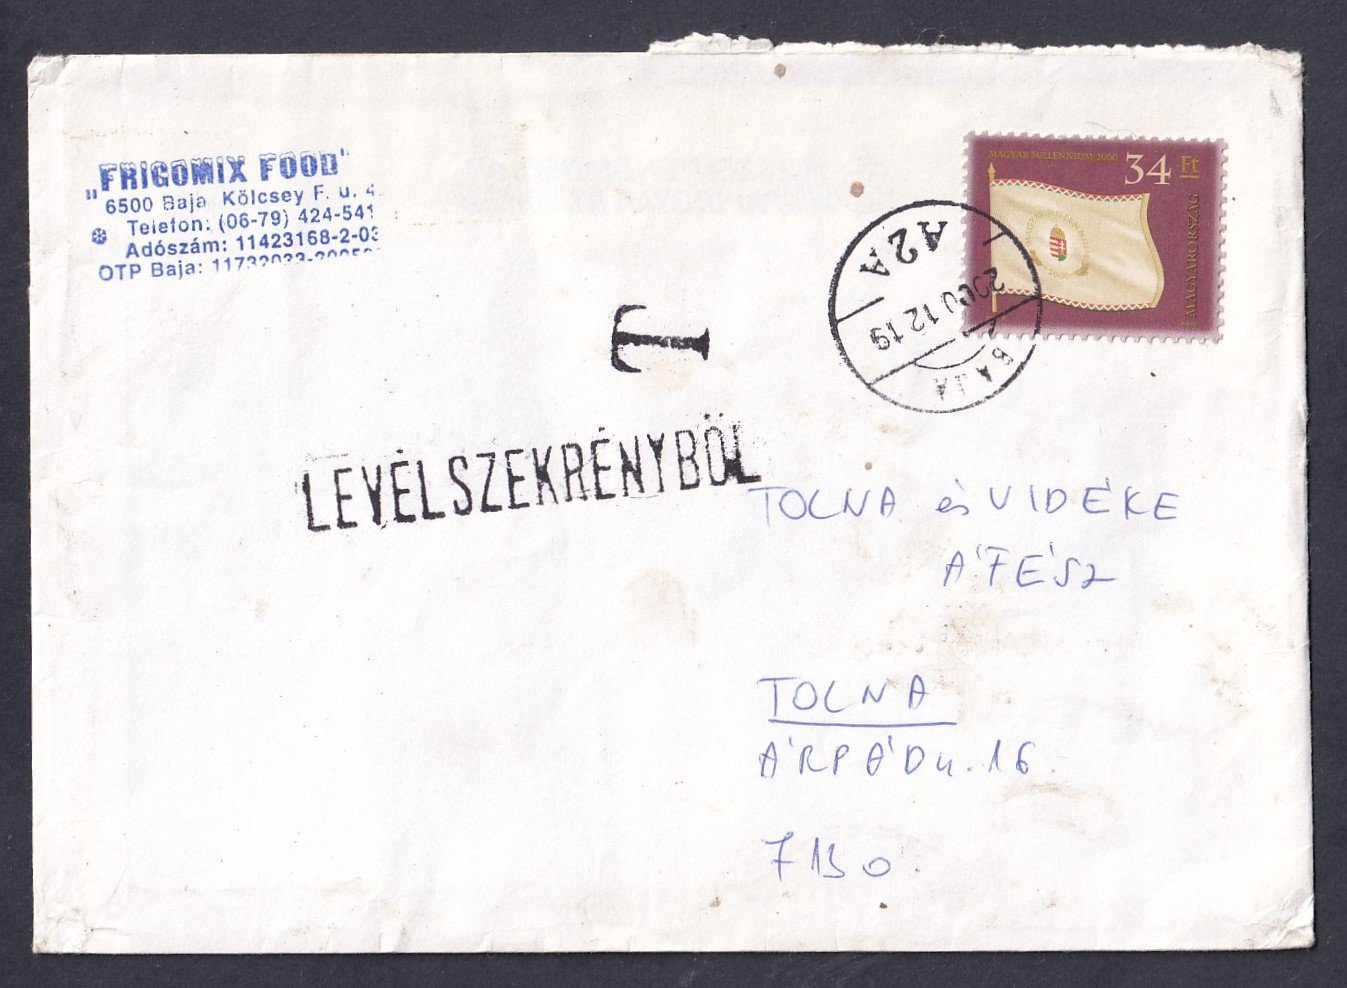 „FRIGOMIX FOOD"
6500 Baja Kölcsey F. u. 4.
Telefon: (06-79) 424-541
Adószám: 11423168-2-03
OTP Baja:
MAGYAR MILLENNIUM 2000
34 Ft
MAGYARORSZÁG
2000
A2A
2000 12 19
BAJA
T
LEVÉLSZEKRÉNYBŐL
TOLNA és VIDÉKE
ÁFÉSZ
TOLNA
ÁRPÁD u. 16.
7130.